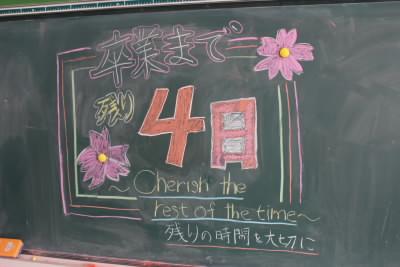 卒業まで
残り 4日
~ Cherish the
rest of the time~
残りの時間を大切に